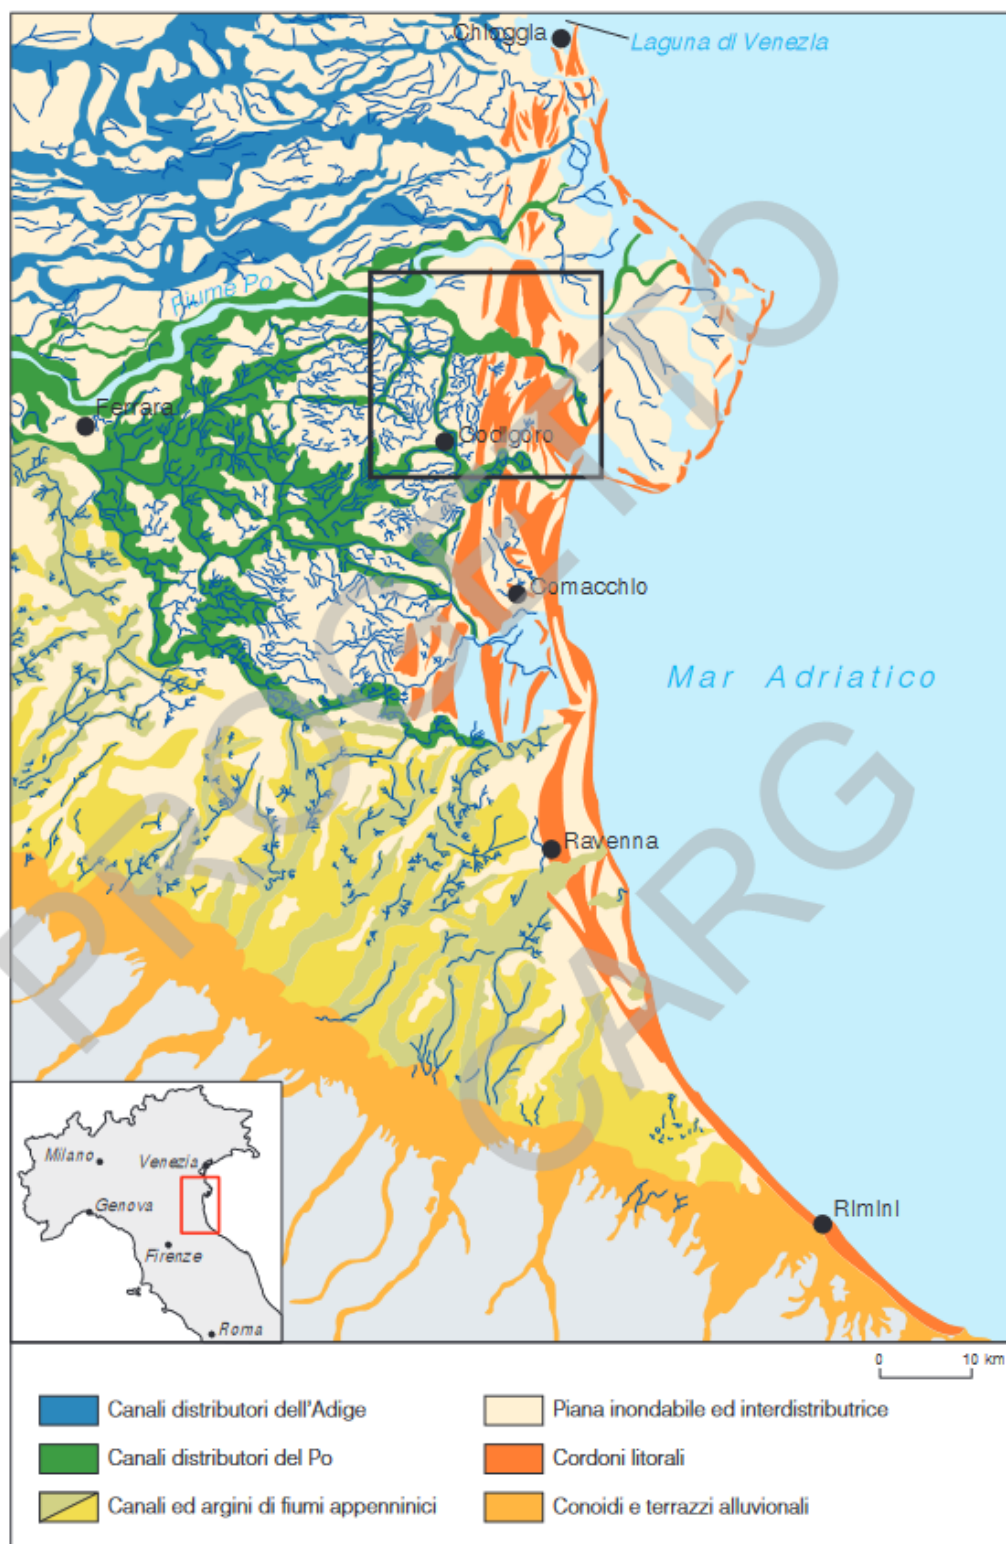 Chioggia
Laguna di Venezia
Fiume Po
Ferrara
Codigoro
Comacchio
Mar Adriatico
Ravenna
Rimini
PROGETTO
CARG
Milano
Venezia
Genova
Firenze
Roma
0 10 km
Canali distributori dell'Adige
Canali distributori del Po
Canali ed argini di fiumi appenninici
Piana inondabile ed interdistributrice
Cordoni litorali
Conoidi e terrazzi alluvionali